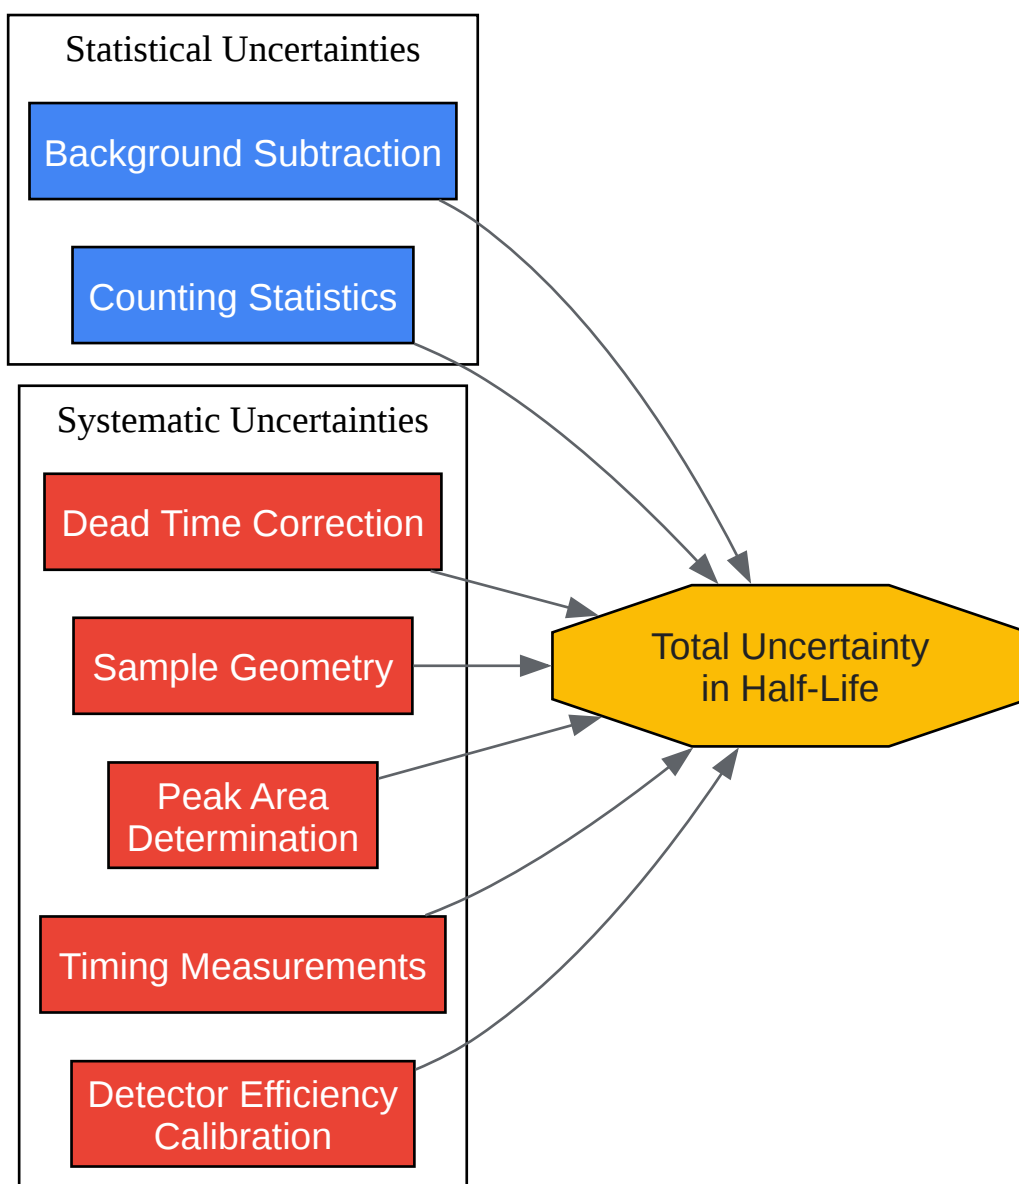 Statistical Uncertainties
Background Subtraction
Counting Statistics
Systematic Uncertainties
Dead Time Correction
Sample Geometry
Peak Area
Determination
Timing Measurements
Detector Efficiency
Calibration
Total Uncertainty
in Half-Life